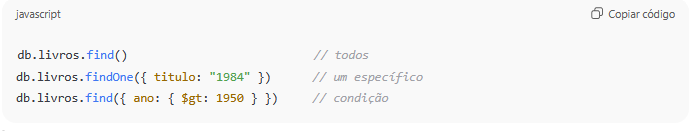 javascript
Copiar código
db.livros.find() // todos
db.livros.findOne({ titulo: "1984" }) // um específico
db.livros.find({ ano: { $gt: 1950 } }) // condição